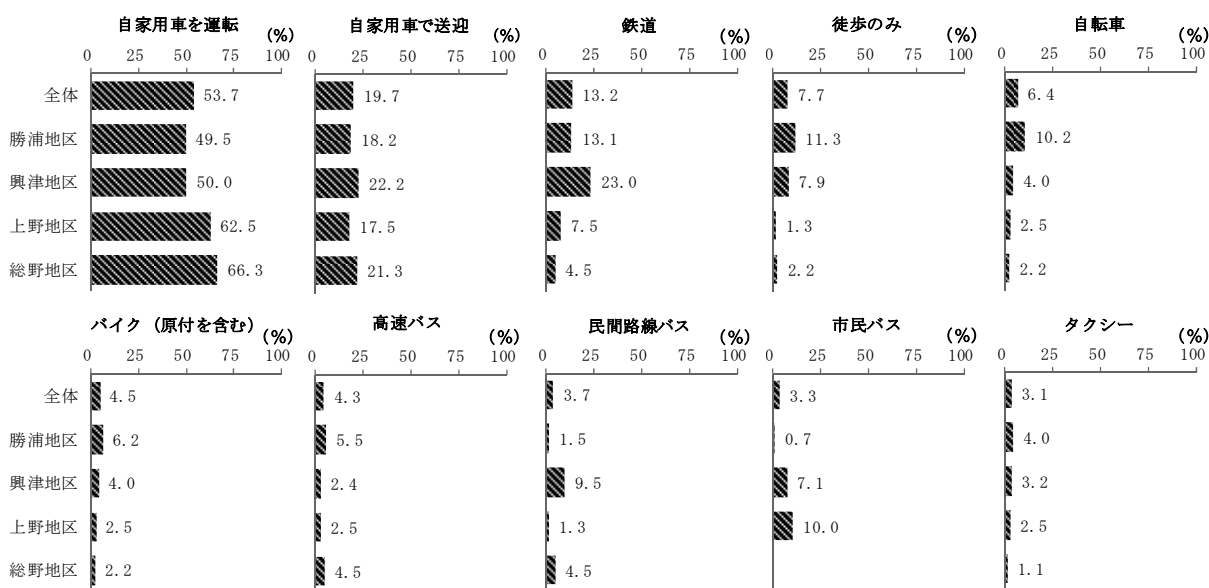 自家用車を運転 (%) 自家用車で送迎 (%) 鉄道 (%) 徒歩のみ (%) 自転車 (%)
0 25 50 75 100 0 25 50 75 100 0 25 50 75 100 0 25 50 75 100 0 25 50 75 100
全体 53.7 19.7 13.2 7.7 6.4
勝浦地区 49.5 18.2 13.1 11.3 10.2
興津地区 50.0 22.2 23.0 7.9 4.0
上野地区 62.5 17.5 7.5 1.3 2.5
総野地区 66.3 21.3 4.5 2.2 2.2
バイク（原付を含む） (%) 高速バス (%) 民間路線バス (%) 市民バス (%) タクシー (%)
0 25 50 75 100 0 25 50 75 100 0 25 50 75 100 0 25 50 75 100 0 25 50 75 100
全体 4.5 4.3 3.7 3.3 3.1
勝浦地区 6.2 5.5 1.5 0.7 4.0
興津地区 4.0 2.4 9.5 7.1 3.2
上野地区 2.5 2.5 1.3 10.0 2.5
総野地区 2.2 4.5 4.5 1.1